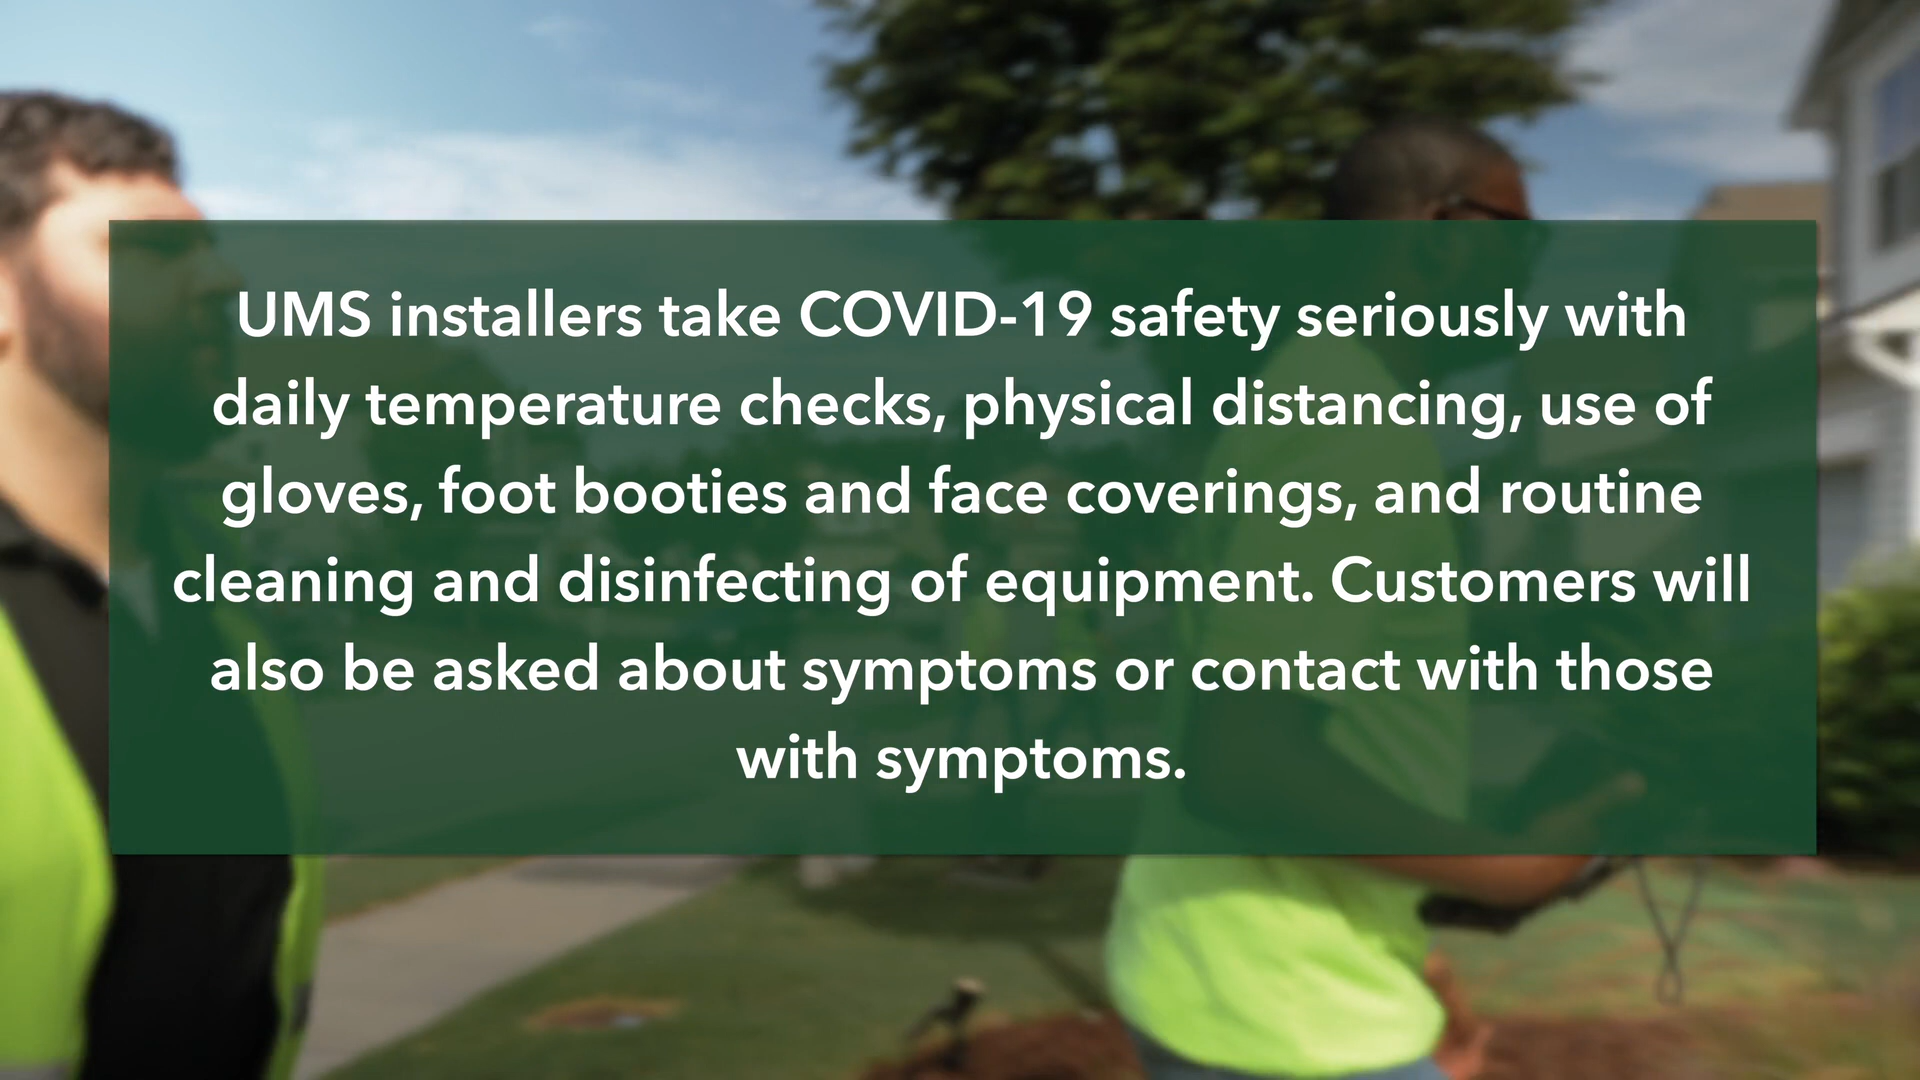 UMS installers take COVID-19 safety seriously with
daily temperature checks, physical distancing, use of
gloves, foot booties and face coverings, and routine
cleaning and disinfecting of equipment. Customers will
also be asked about symptoms or contact with those
with symptoms.